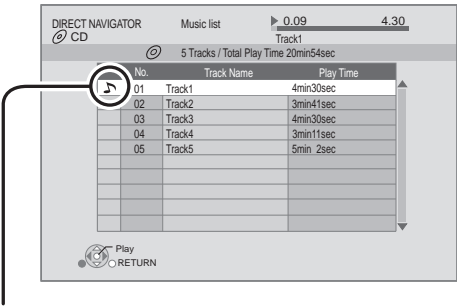 DIRECT NAVIGATOR Music list 0.09 4.30
CD Track1
5 Tracks / Total Play Time 20min54sec
No. Track Name Play Time
01 Track1 4min30sec
02 Track2 3min41sec
03 Track3 4min30sec
04 Track4 3min11sec
05 Track5 5min 2sec
Play
RETURN